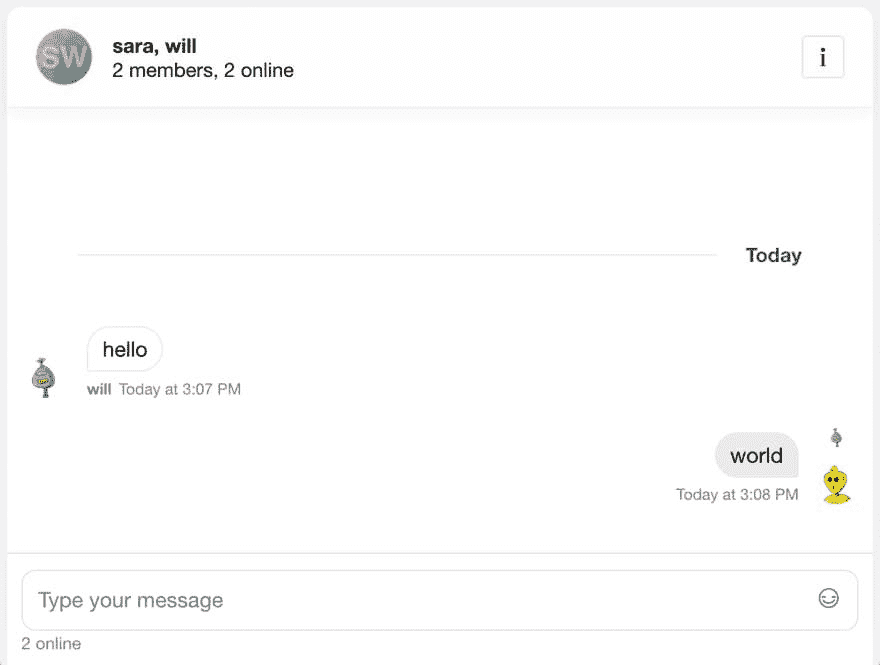 SW
sara, will
2 members, 2 online
i
Today
hello
will Today at 3:07 PM
world
Today at 3:08 PM
Type your message
2 online